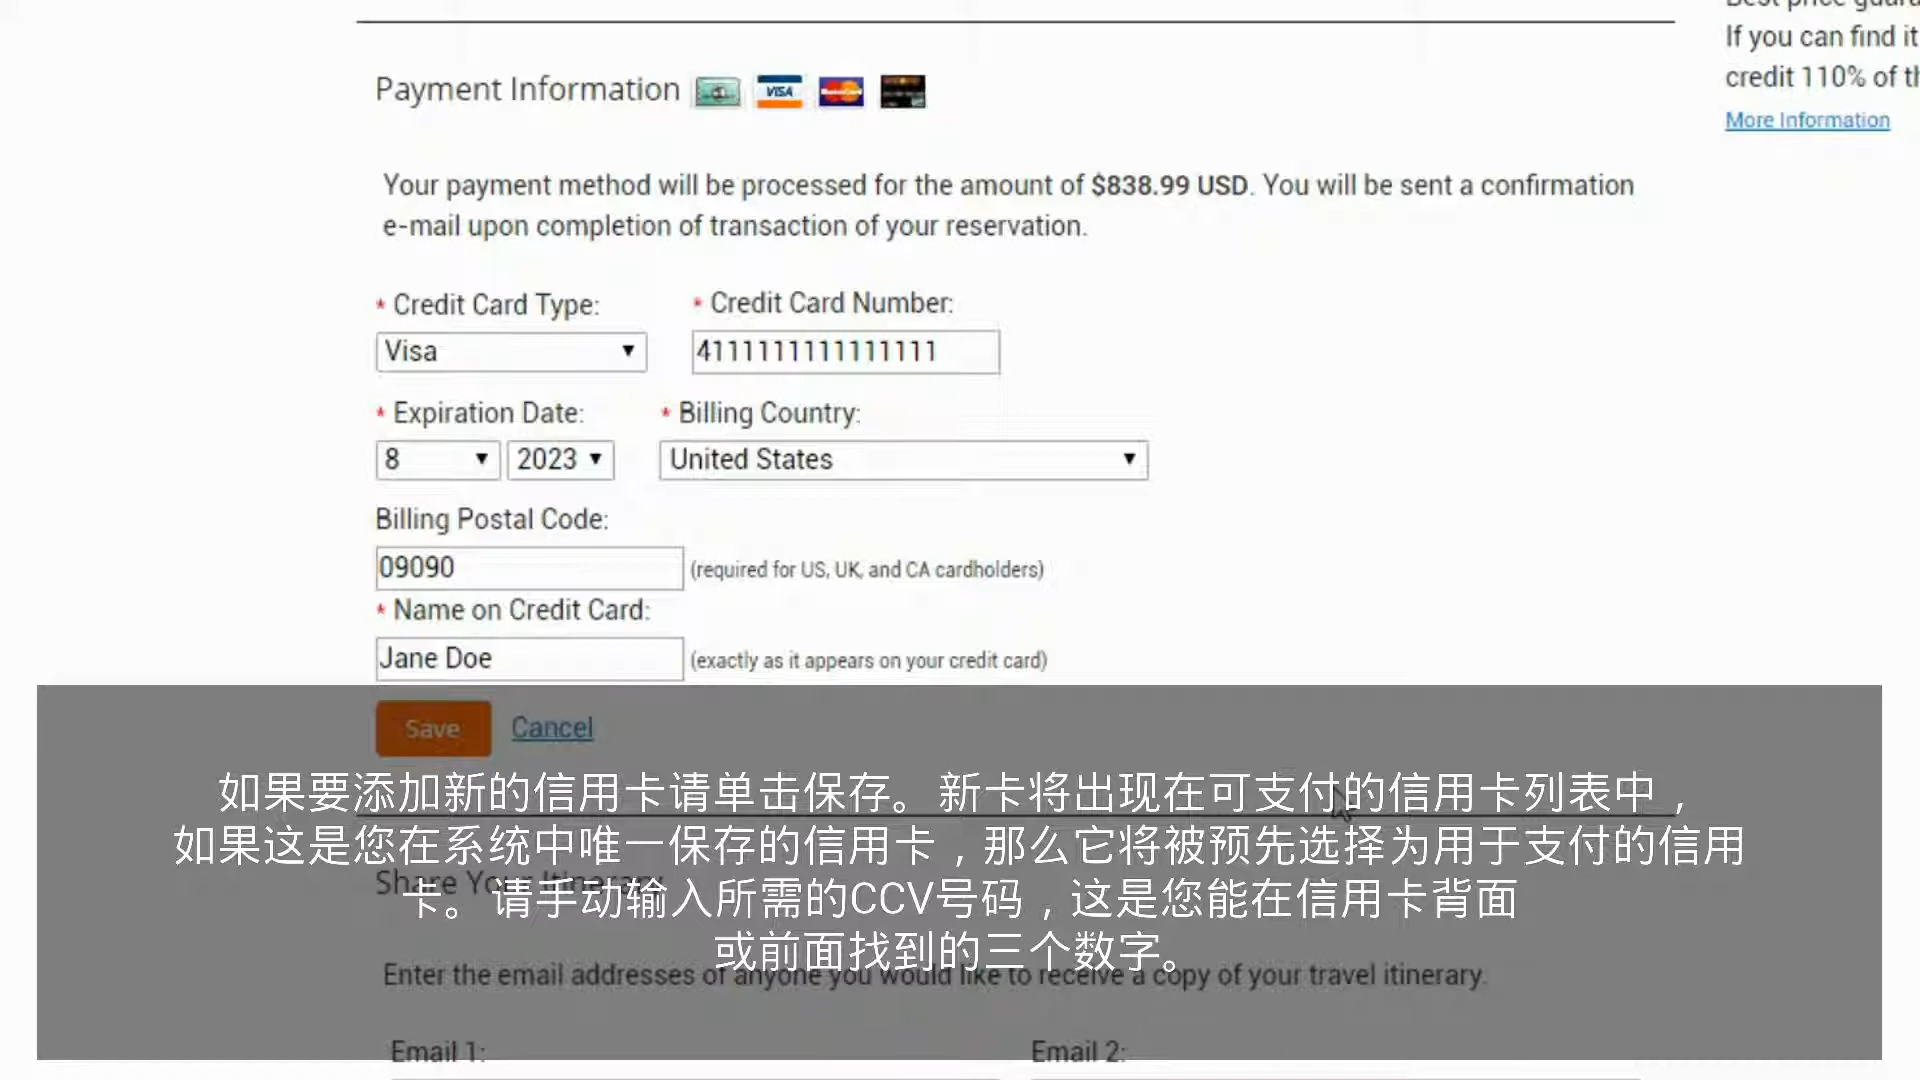 If you can find it
credit 110% of th
More Information
Payment Information
VISA
MasterCard
Your payment method will be processed for the amount of $838.99 USD. You will be sent a confirmation
e-mail upon completion of transaction of your reservation.
* Credit Card Type: * Credit Card Number:
Visa 4111111111111111
* Expiration Date: * Billing Country:
8 2023 United States
Billing Postal Code:
09090 (required for US, UK, and CA cardholders)
* Name on Credit Card:
Jane Doe (exactly as it appears on your credit card)
Save Cancel
如果要添加新的信用卡请单击保存。新卡将出现在可支付的信用卡列表中，
如果这是您在系统中唯一保存的信用卡，那么它将被预先选择为用于支付的信用
Share Your Itinerary
卡。请手动输入所需的CCV号码，这是您能在信用卡背面
或前面找到的三个数字。
Enter the email addresses of anyone you would like to receive a copy of your travel itinerary.
Email 1: Email 2: